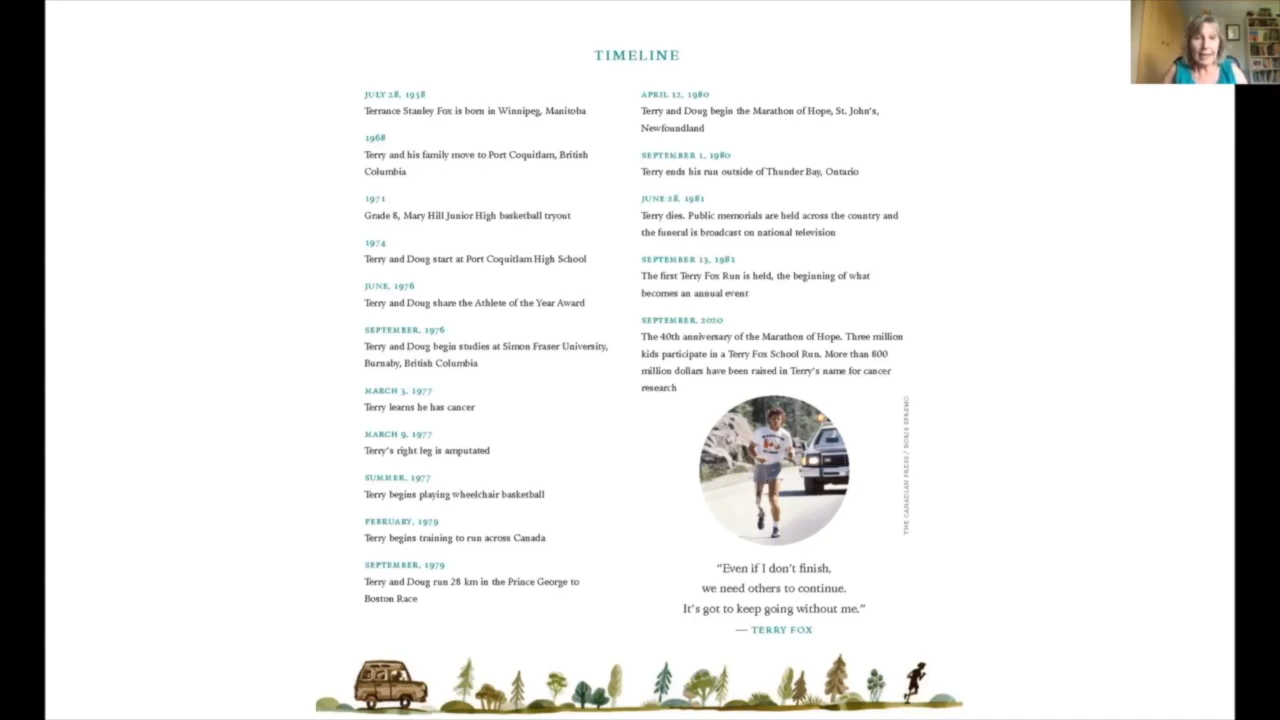 TIMELINE
JULY 28, 1958
Terrance Stanley Fox is born in Winnipeg, Manitoba
1968
Terry and his family move to Port Coquitlam, British
Columbia
1971
Grade 8, Mary Hill Junior High basketball tryout
1974
Terry and Doug start at Port Coquitlam High School
JUNE, 1976
Terry and Doug share the Athlete of the Year Award
SEPTEMBER, 1976
Terry and Doug begin studies at Simon Fraser University,
Burnaby, British Columbia
MARCH 3, 1977
Terry learns he has cancer
MARCH 9, 1977
Terry's right leg is amputated
SUMMER, 1977
Terry begins playing wheelchair basketball
FEBRUARY, 1979
Terry begins training to run across Canada
SEPTEMBER, 1979
Terry and Doug run 28 km in the Prince George to
Boston Race
APRIL 12, 1980
Terry and Doug begin the Marathon of Hope, St. John's,
Newfoundland
SEPTEMBER 1, 1980
Terry ends his run outside of Thunder Bay, Ontario
JUNE 28, 1981
Terry dies. Public memorials are held across the country and
the funeral is broadcast on national television
SEPTEMBER 13, 1981
The first Terry Fox Run is held, the beginning of what
becomes an annual event
SEPTEMBER, 2020
The 40th anniversary of the Marathon of Hope. Three million
kids participate in a Terry Fox School Run. More than 800
million dollars have been raised in Terry's name for cancer
research
THE CANADIAN PRESS / BORIS SPREMO
“Even if I don't finish,
we need others to continue.
It's got to keep going without me.”
— TERRY FOX